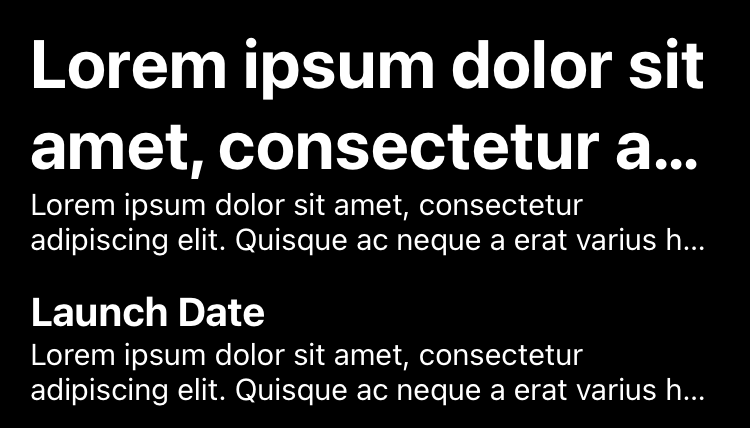 Lorem ipsum dolor sit
amet, consectetur a...
Lorem ipsum dolor sit amet, consectetur
adipiscing elit. Quisque ac neque a erat varius h...
Launch Date
Lorem ipsum dolor sit amet, consectetur
adipiscing elit. Quisque ac neque a erat varius h...